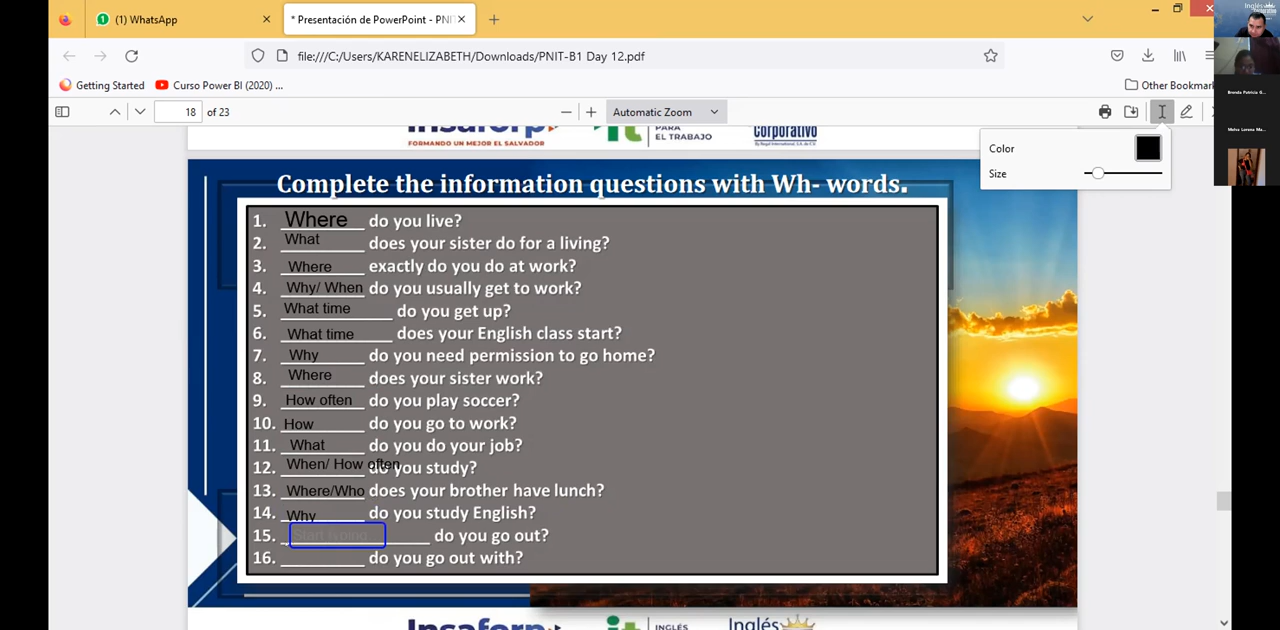 (1) WhatsApp
* Presentación de PowerPoint - PNI
file:///C:/Users/KARENELIZABETH/Downloads/PNIT-B1 Day 12.pdf
Getting Started Curso Power BI (2020) ... Other Bookmar
18 of 23 Automatic Zoom
Color
Size
FORMANDO UN MEJOR EL SALVADOR
PARA
EL TRABAJO
Corporativo
Complete the information questions with Wh- words.
1. Where do you live?
2. What does your sister do for a living?
3. Where exactly do you do at work?
4. Why/ When do you usually get to work?
5. What time do you get up?
6. What time does your English class start?
7. Why do you need permission to go home?
8. Where does your sister work?
9. How often do you play soccer?
10. How do you go to work?
11. What do you do your job?
12. When/ How often do you study?
13. Where/Who does your brother have lunch?
14. Why do you study English?
15. Start typing... do you go out?
16. do you go out with?
Insaforp it INGLÉS Inglés
Inglés